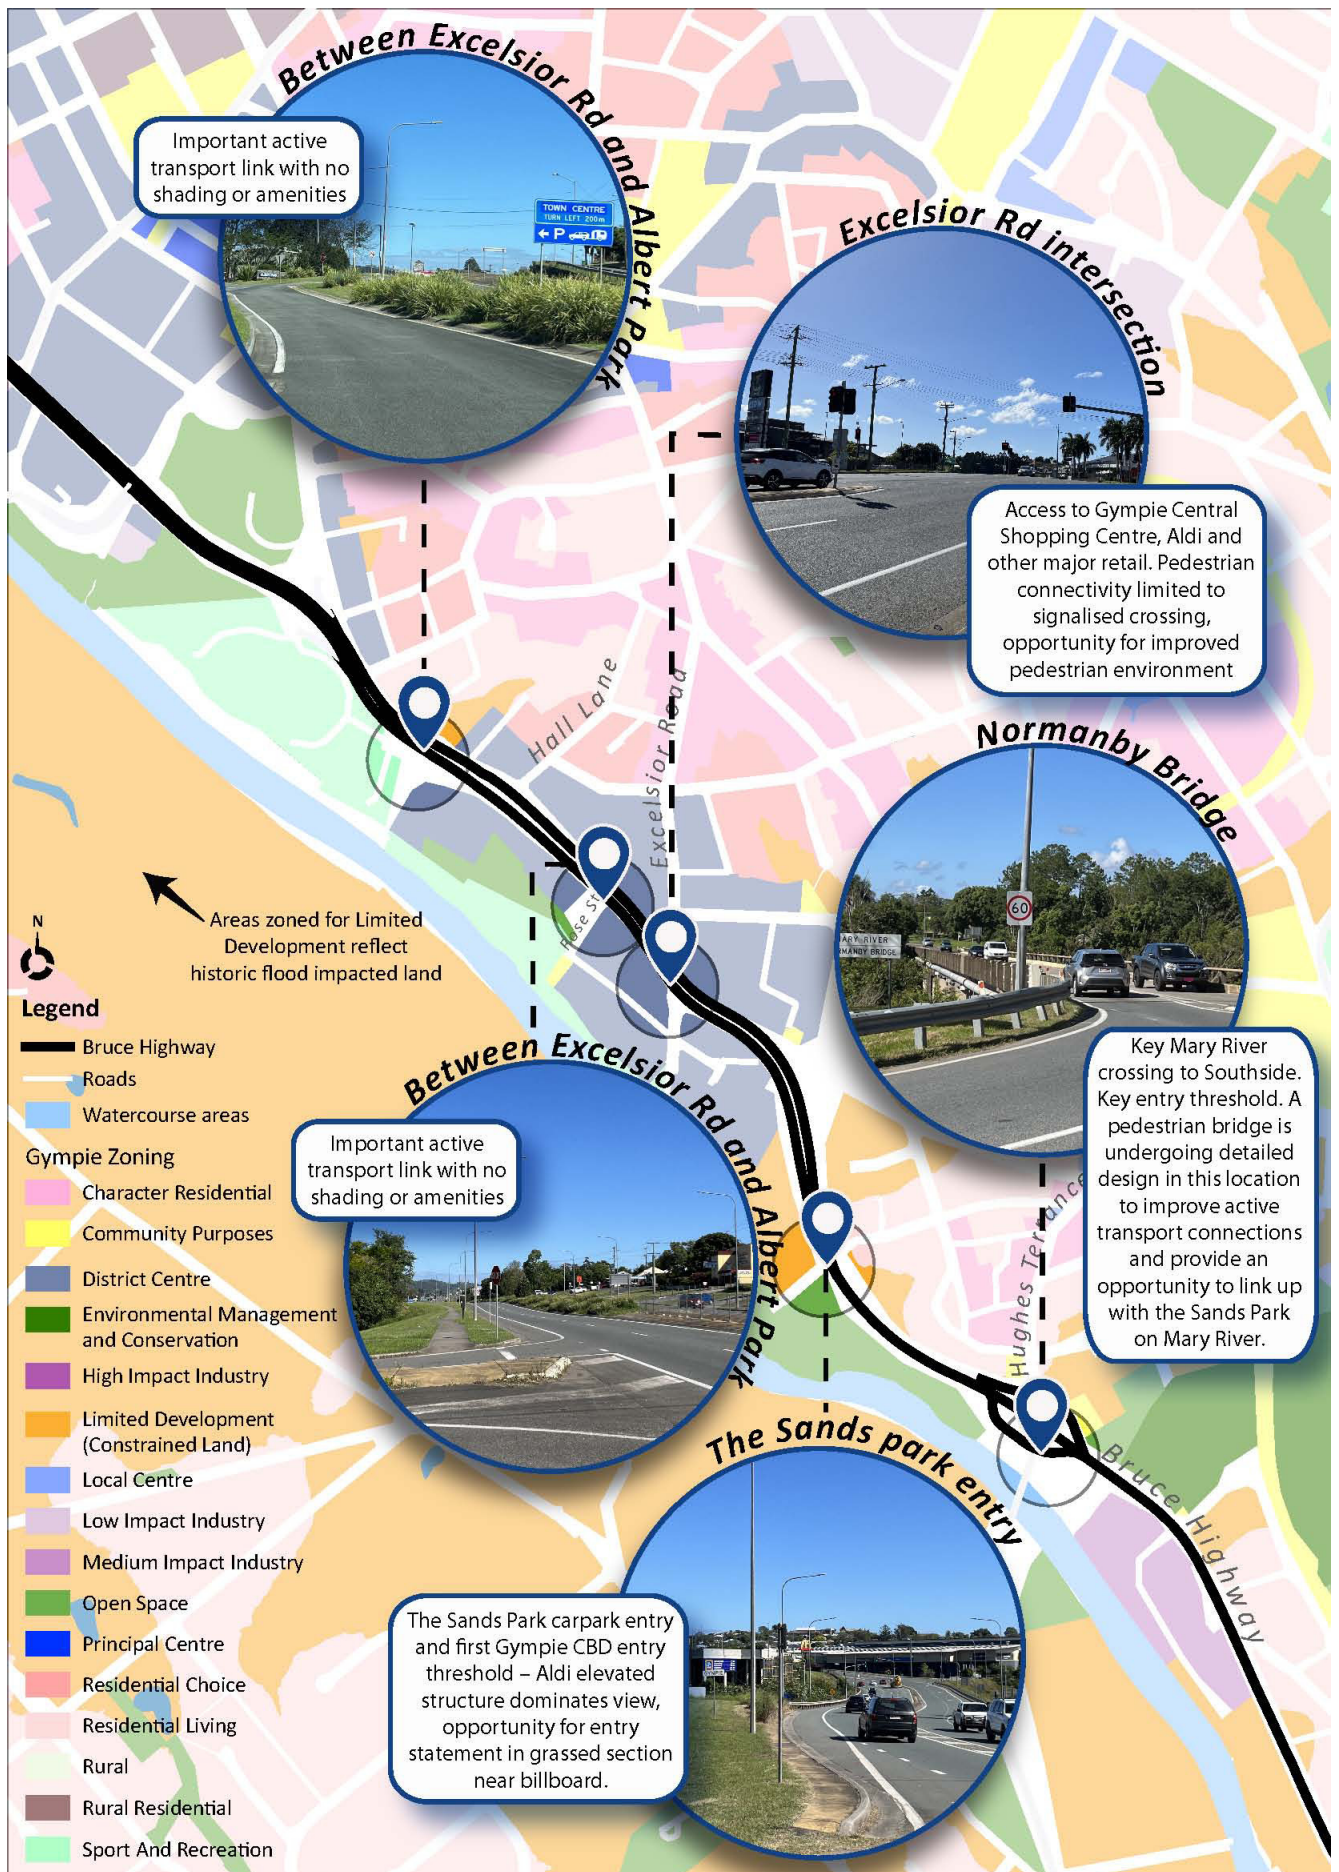 Between Excelsior Rd and Albert Park
Important active
transport link with no
shading or amenities
TOWN CENTRE
TURN LEFT 200m
P
Excelsior Rd intersection
Access to Gympie Central
Shopping Centre, Aldi and
other major retail. Pedestrian
connectivity limited to
signalised crossing,
opportunity for improved
pedestrian environment
Hall Lane
Excelsior Road
Rose St
Normanby Bridge
60
ARY RIVER
RMANBY BRIDGE
Key Mary River
crossing to Southside.
Key entry threshold. A
pedestrian bridge is
undergoing detailed
design in this location
to improve active
transport connections
and provide an
opportunity to link up
with the Sands Park
on Mary River.
Areas zoned for Limited
Development reflect
historic flood impacted land
N
Between Excelsior Rd and Albert Park
Important active
transport link with no
shading or amenities
Hughes Terrance
Bruce Highway
The Sands park entry
The Sands Park carpark entry
and first Gympie CBD entry
threshold – Aldi elevated
structure dominates view,
opportunity for entry
statement in grassed section
near billboard.
Legend
Bruce Highway
Roads
Watercourse areas
Gympie Zoning
Character Residential
Community Purposes
District Centre
Environmental Management
and Conservation
High Impact Industry
Limited Development
(Constrained Land)
Local Centre
Low Impact Industry
Medium Impact Industry
Open Space
Principal Centre
Residential Choice
Residential Living
Rural
Rural Residential
Sport And Recreation